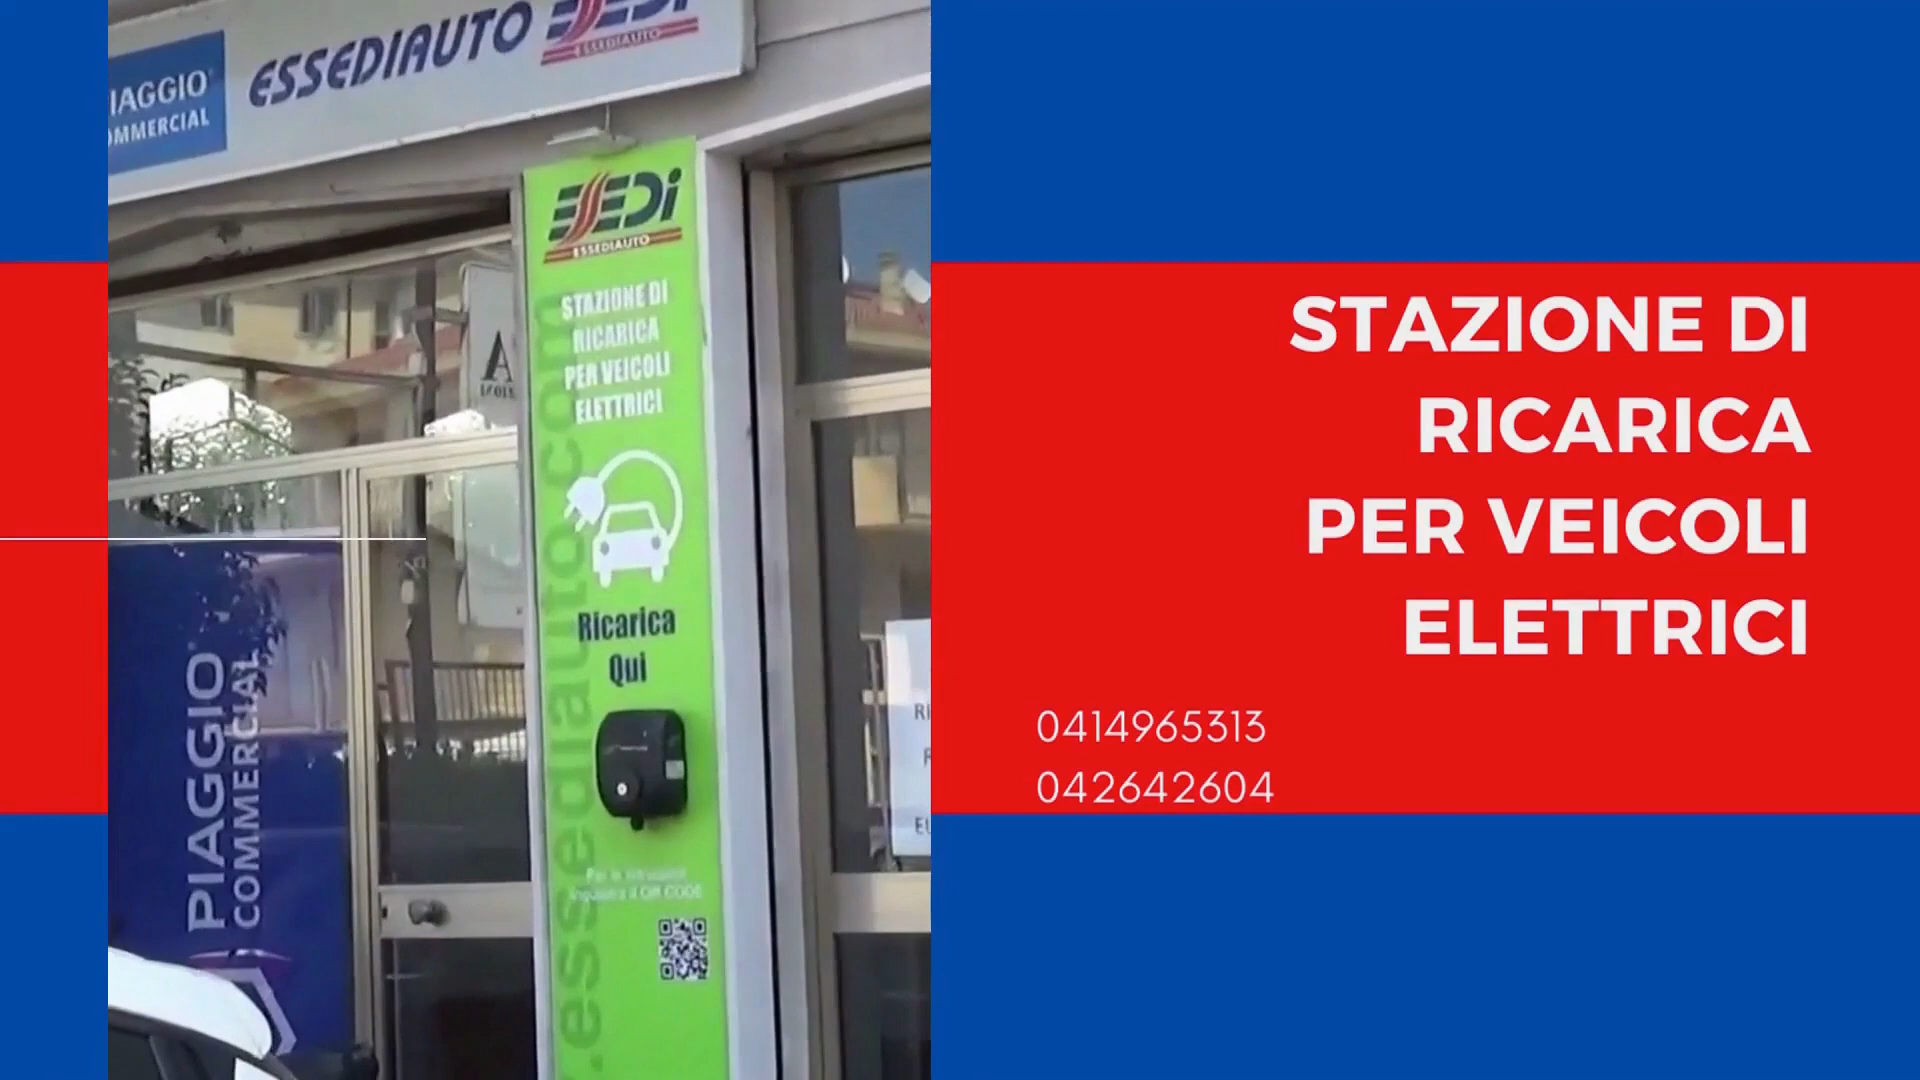 PIAGGIO
COMMERCIAL
ESSEDIAUTO
ESSEDIAUTO
ESSEDi
ESSEDIAUTO
STAZIONE DI
RICARICA
PER VEICOLI
ELETTRICI
Ricarica
Qui
.essediauto.com
PIAGGIO
COMMERCIAL
STAZIONE DI
RICARICA
PER VEICOLI
ELETTRICI
0414965313
042642604